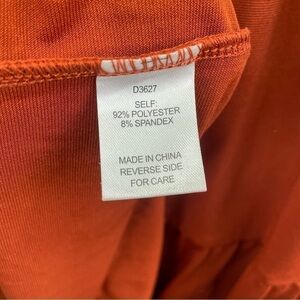 D3627
SELF:
92% POLYESTER
8% SPANDEX
MADE IN CHINA
REVERSE SIDE
FOR CARE